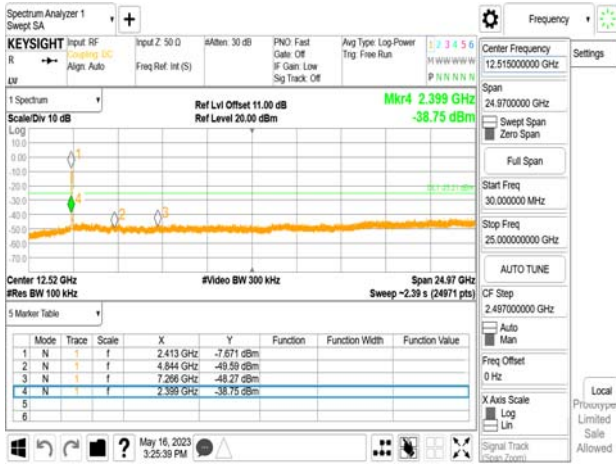 Spectrum Analyzer 1
Swept SA
+
Frequency
KEYSIGHT Input: RF
R
Coupling: DC
Align: Auto
Input Z: 50 Ω
Freq Ref: Int (S)
#Atten: 30 dB
PNO: Fast
Gate: Off
IF Gain: Low
Sig Track: Off
Avg Type: Log-Power
Trig: Free Run
1 2 3 4 5 6
M W W W W W
P N N N N N
1 Spectrum
Scale/Div 10 dB
Ref Lvl Offset 11.00 dB
Ref Level 20.00 dBm
Mkr4 2.399 GHz
-38.75 dBm
Log
10.0
0.00
-10.0
-20.0
-30.0
-40.0
-50.0
-60.0
-70.0
1
4
2
3
Center 12.52 GHz
#Res BW 100 kHz
#Video BW 300 kHz
Span 24.97 GHz
Sweep ~2.39 s (24971 pts)
5 Marker Table
Mode Trace Scale X Y Function Function Width Function Value
1 N 1 f 2.413 GHz -7.671 dBm
2 N 1 f 4.844 GHz -49.59 dBm
3 N 1 f 7.266 GHz -48.27 dBm
4 N 1 f 2.399 GHz -38.75 dBm
5
6
May 16, 2023
3:25:39 PM
?
Center Frequency
12.515000000 GHz
Settings
Span
24.9700000 GHz
Swept Span
Zero Span
Full Span
Start Freq
30.000000 MHz
Stop Freq
25.000000000 GHz
AUTO TUNE
CF Step
2.497000000 GHz
Auto
Man
Freq Offset
0 Hz
X Axis Scale
Log
Lin
Signal Track
(Span Zoom)
Local
Prototype
Limited
Sale
Allowed